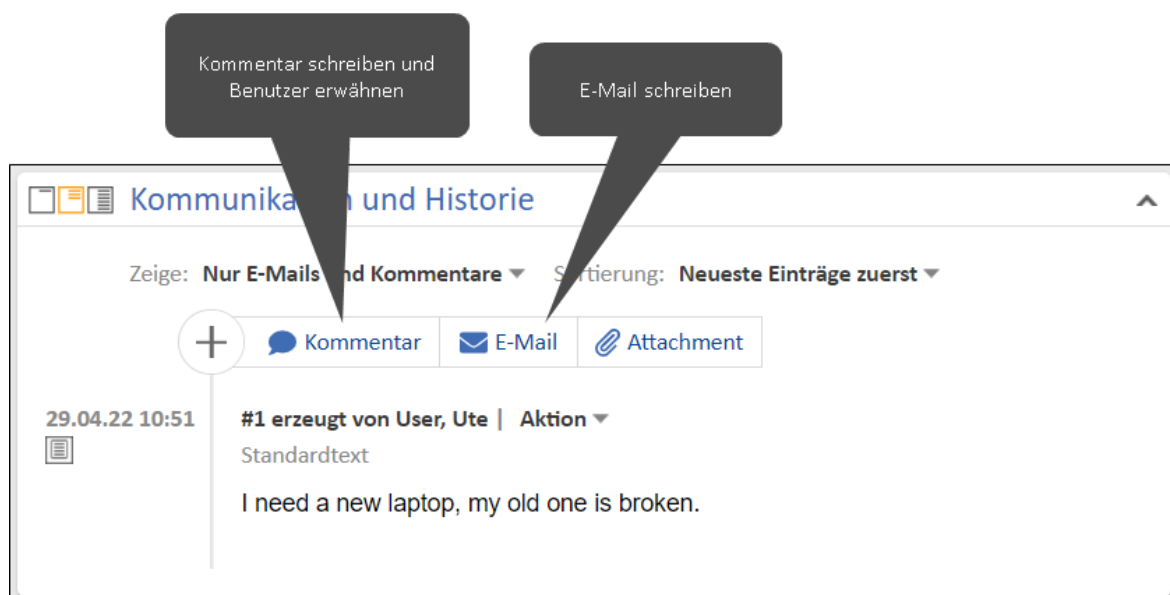 Kommentar schreiben und
Benutzer erwähnen
E-Mail schreiben
Kommunika n und Historie
Zeige: Nur E-Mails nd Kommentare Sortierung: Neueste Einträge zuerst
Kommentar E-Mail Attachment
29.04.22 10:51 #1 erzeugt von User, Ute | Aktion
Standardtext
I need a new laptop, my old one is broken.